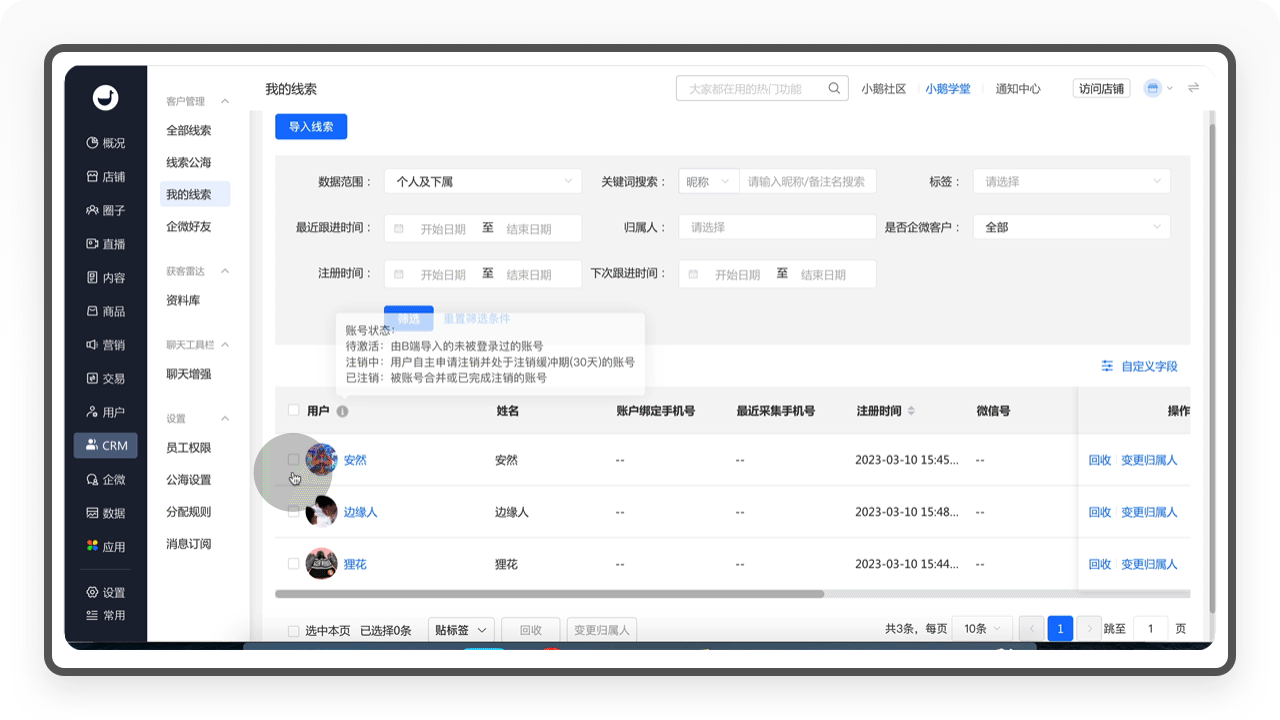 我的线索
大家都在用的热门功能
小鹅社区
小鹅学堂
通知中心
访问店铺
概况
店铺
圈子
直播
内容
商品
营销
交易
用户
CRM
企微
数据
应用
设置
常用
客户管理
全部线索
线索公海
我的线索
企微好友
获客雷达
资料库
聊天工具栏
聊天增强
设置
员工权限
公海设置
分配规则
消息订阅
导入线索
数据范围： 个人及下属 关键词搜索： 昵称 请输入昵称/备注名搜索 标签： 请选择
最近跟进时间： 开始日期 至 结束日期 归属人： 请选择 是否企微客户： 全部
注册时间： 开始日期 至 结束日期 下次跟进时间： 开始日期 至 结束日期
筛选 重置筛选条件
账号状态：
待激活：由B端导入的未被登录过的账号
注销中：用户自主申请注销并处于注销缓冲期(30天)的账号
已注销：被账号合并或已完成注销的账号
自定义字段
用户 姓名 账户绑定手机号 最近采集手机号 注册时间 微信号 操作
安然 安然 -- -- 2023-03-10 15:45... -- 回收 变更归属人
边缘人 边缘人 -- -- 2023-03-10 15:48... -- 回收 变更归属人
狸花 狸花 -- -- 2023-03-10 15:44... -- 回收 变更归属人
选中本页 已选择0条 贴标签 回收 变更归属人 共3条，每页 10条 1 跳至 1 页